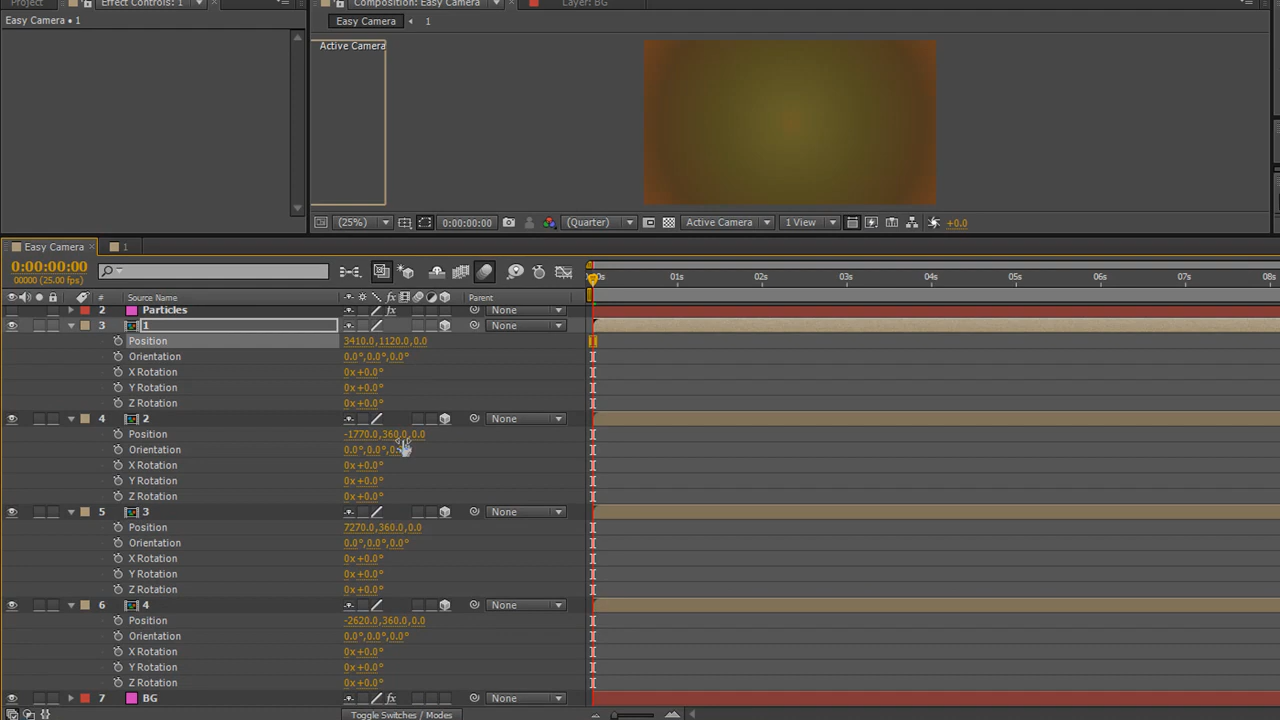 Project
Effect Controls: 1
Composition: Easy Camera
Layer: BG
Easy Camera • 1
Easy Camera
1
Active Camera
(25%)
0:00:00:00
(Quarter)
Active Camera
1 View
+0.0
Easy Camera
1
0:00:00:00
00000 (25.00 fps)
01s
02s
03s
04s
05s
06s
07s
08s
#
Source Name
Parent
2 Particles None
3 1 None
Position 3410.0,1120.0,0.0
Orientation 0.0°,0.0°,0.0°
X Rotation 0x+0.0°
Y Rotation 0x+0.0°
Z Rotation 0x+0.0°
4 2 None
Position -1770.0,360.0,0.0
Orientation 0.0°,0.0°
X Rotation 0x+0.0°
Y Rotation 0x+0.0°
Z Rotation 0x+0.0°
5 3 None
Position 7270.0,360.0,0.0
Orientation 0.0°,0.0°,0.0°
X Rotation 0x+0.0°
Y Rotation 0x+0.0°
Z Rotation 0x+0.0°
6 4 None
Position -2620.0,360.0,0.0
Orientation 0.0°,0.0°,0.0°
X Rotation 0x+0.0°
Y Rotation 0x+0.0°
Z Rotation 0x+0.0°
7 BG None
Toggle Switches / Modes